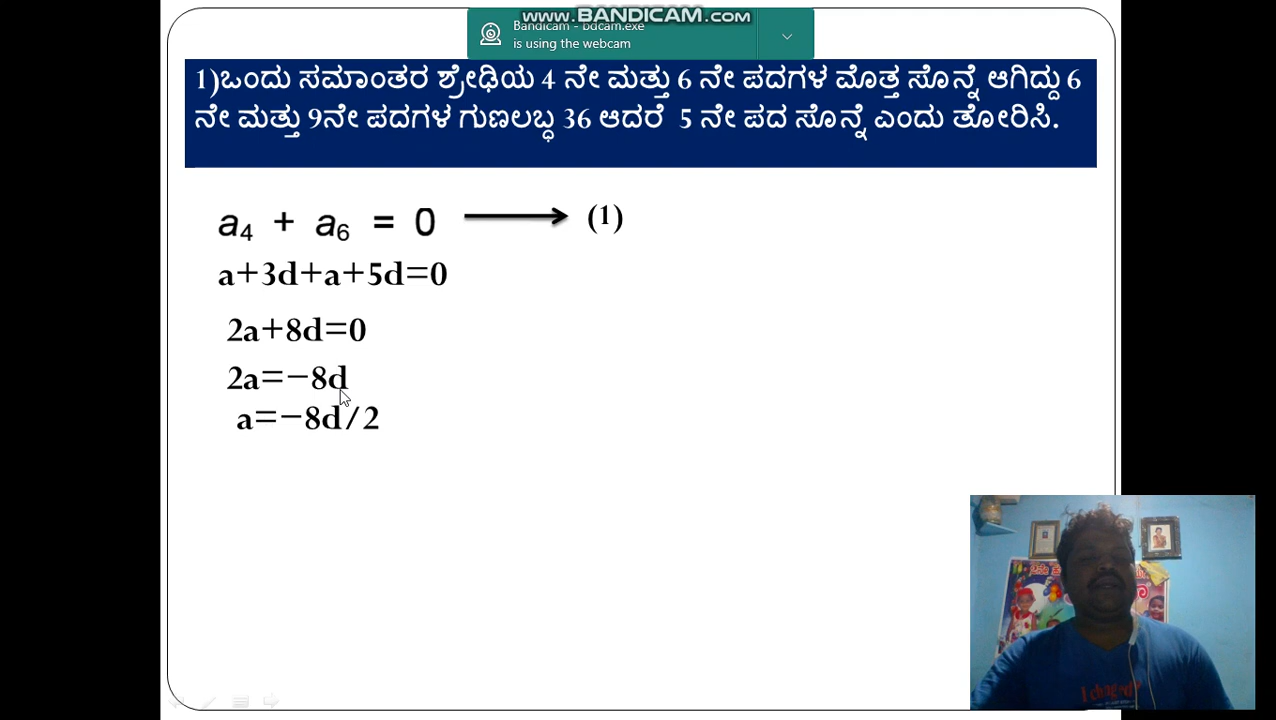 www.BANDICAM.com
Bandicam - bdcam.exe
is using the webcam
1)ಒಂದು ಸಮಾಂತರ ಶ್ರೇಢಿಯ 4 ನೇ ಮತ್ತು 6 ನೇ ಪದಗಳ ಮೊತ್ತ ಸೊನ್ನೆ ಆಗಿದ್ದು 6
ನೇ ಮತ್ತು 9ನೇ ಪದಗಳ ಗುಣಲಬ್ಧ 36 ಆದರೆ 5 ನೇ ಪದ ಸೊನ್ನೆ ಎಂದು ತೋರಿಸಿ.
a₄ + a₆ = 0 ⟶ (1)
a+3d+a+5d=0
2a+8d=0
2a=−8d
a=−8d/2